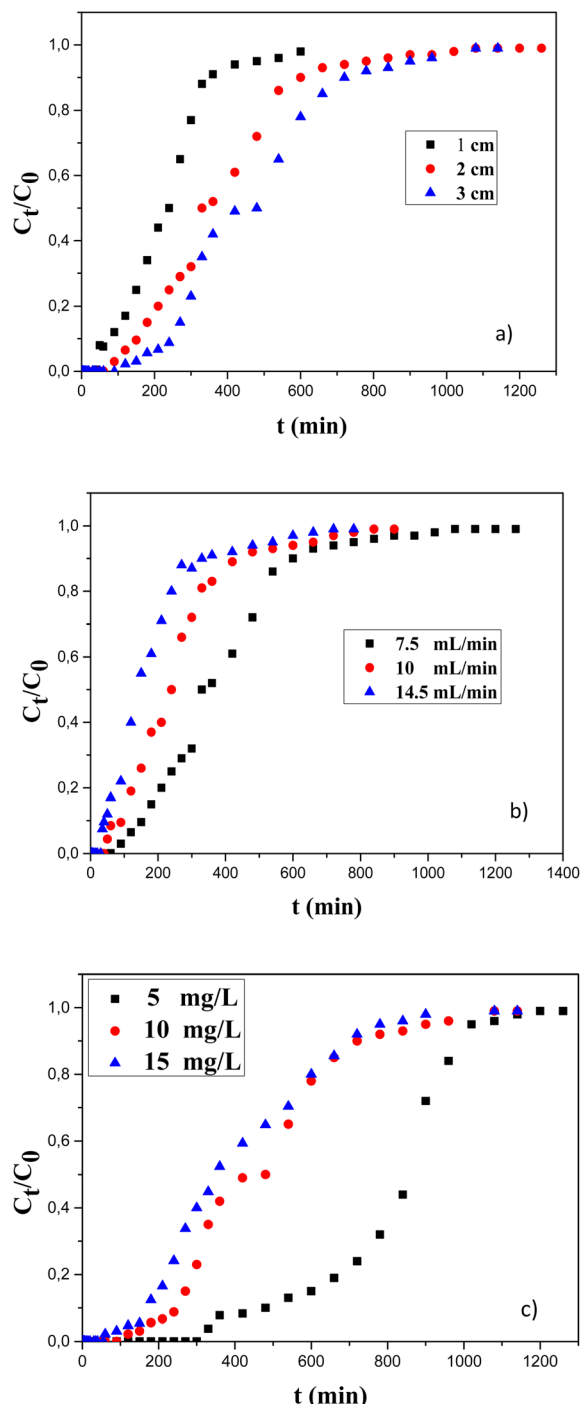 1,0
0,8
0,6
0,4
0,2
0,0
Ct/C0
1 cm
2 cm
3 cm
a)
0 200 400 600 800 1000 1200
t (min)
1,0
0,8
0,6
0,4
0,2
0,0
Ct/C0
7.5 mL/min
10 mL/min
14.5 mL/min
b)
0 200 400 600 800 1000 1200 1400
t (min)
5 mg/L
10 mg/L
15 mg/L
1,0
0,8
0,6
0,4
0,2
0,0
Ct/C0
c)
0 200 400 600 800 1000 1200
t (min)